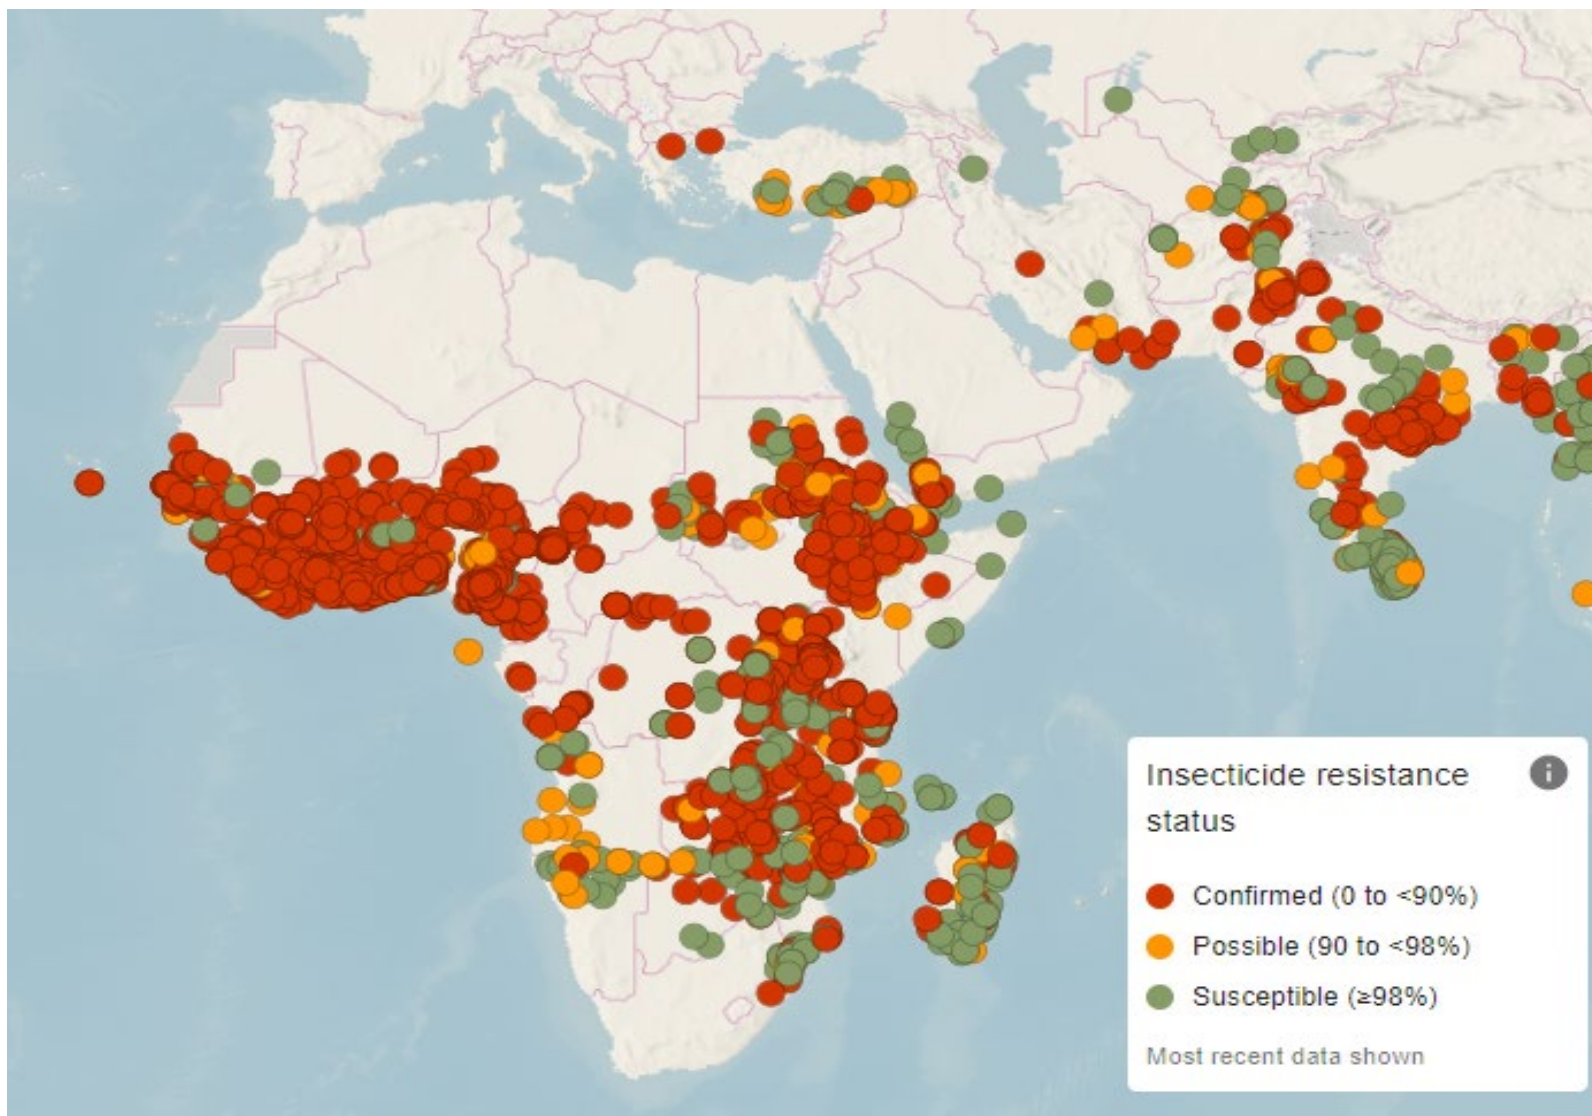 Insecticide resistance
status
Confirmed (0 to <90%)
Possible (90 to <98%)
Susceptible (≥98%)
Most recent data shown